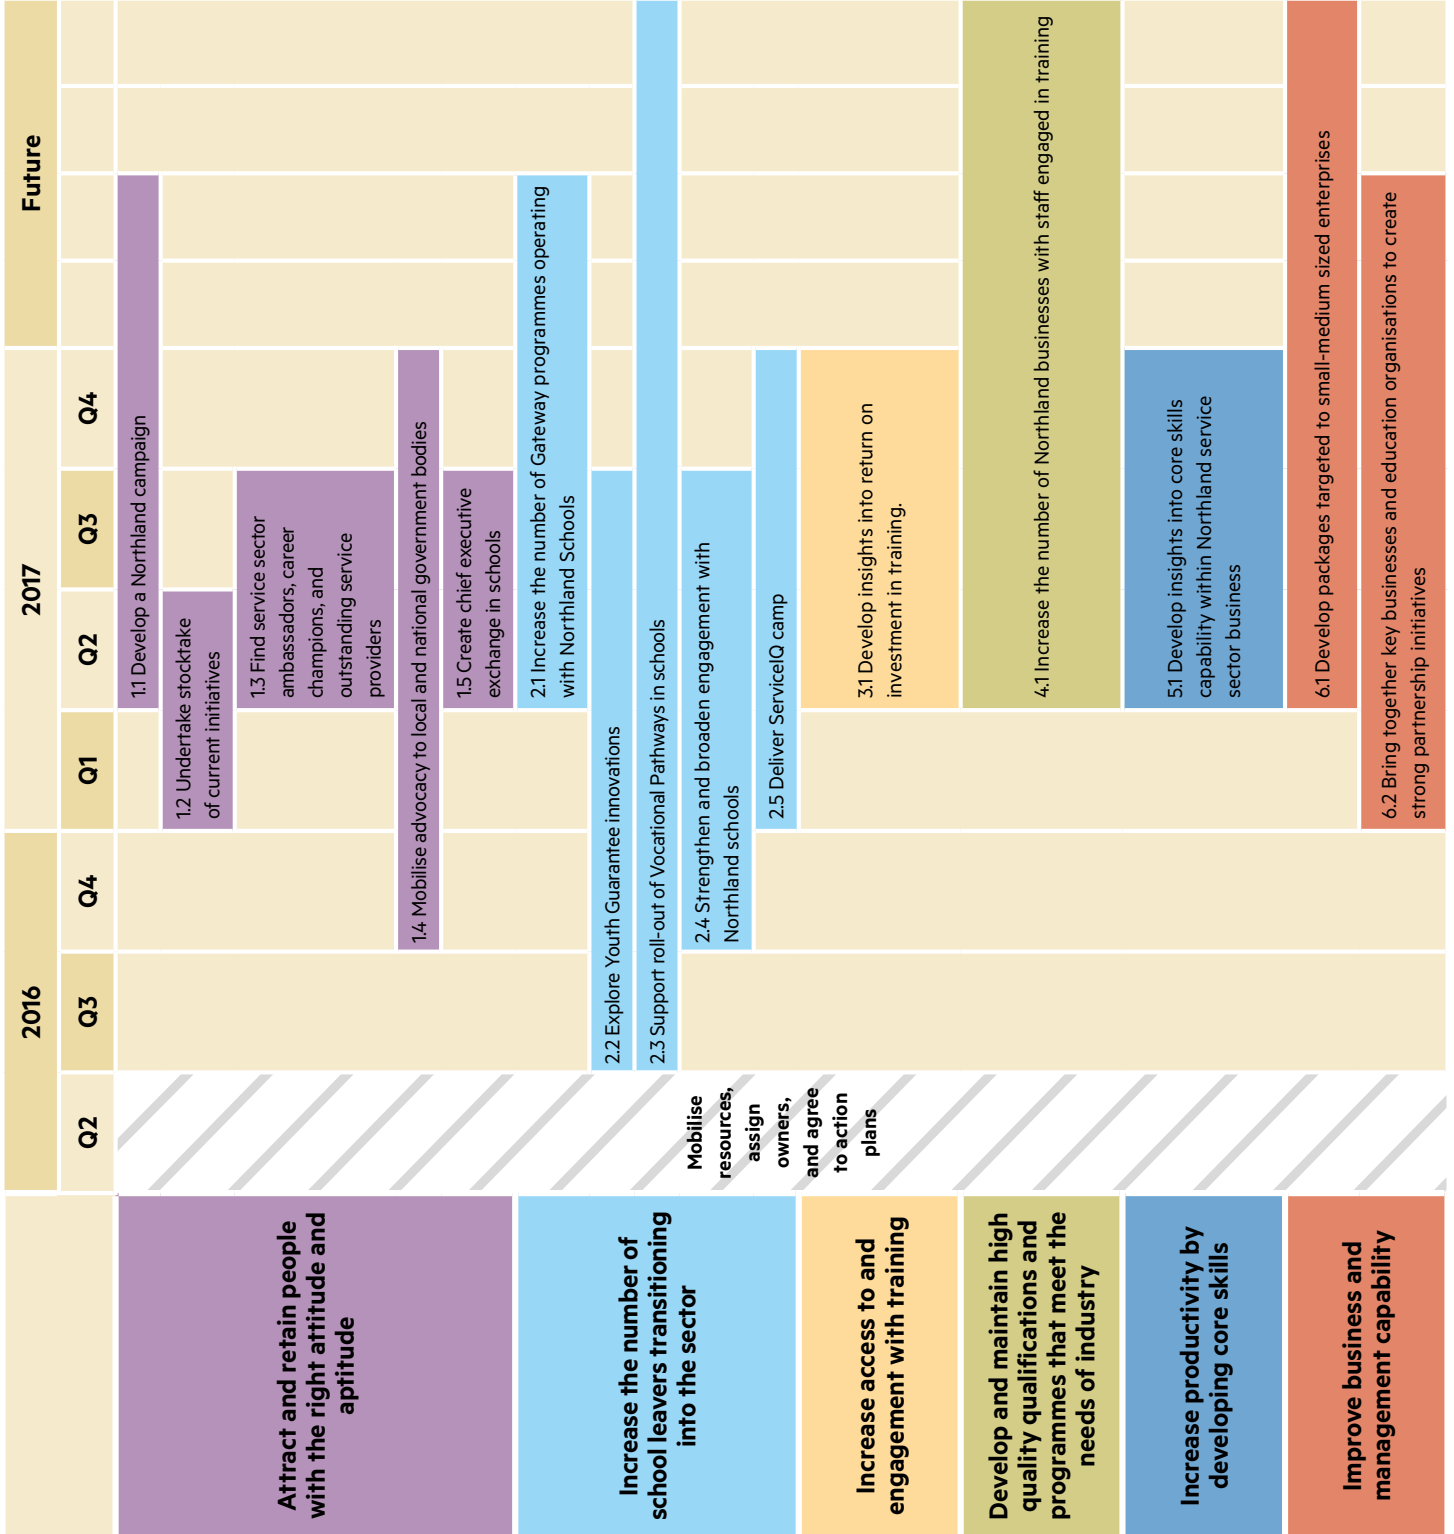 2016
2017
Future
Q2
Q3
Q4
Q1
Q2
Q3
Q4
Attract and retain people
with the right attitude and
aptitude
1.1 Develop a Northland campaign
1.2 Undertake stocktake
of current initiatives
1.3 Find service sector
ambassadors, career
champions, and
outstanding service
providers
1.4 Mobilise advocacy to local and national government bodies
1.5 Create chief executive
exchange in schools
Increase the number of
school leavers transitioning
into the sector
2.1 Increase the number of Gateway programmes operating
with Northland Schools
2.2 Explore Youth Guarantee innovations
2.3 Support roll-out of Vocational Pathways in schools
2.4 Strengthen and broaden engagement with
Northland schools
2.5 Deliver ServiceIQ camp
Mobilise
resources,
assign
owners,
and agree
to action
plans
Increase access to and
engagement with training
3.1 Develop insights into return on
investment in training.
Develop and maintain high
quality qualifications and
programmes that meet the
needs of industry
4.1 Increase the number of Northland businesses with staff engaged in training
Increase productivity by
developing core skills
5.1 Develop insights into core skills
capability within Northland service
sector business
Improve business and
management capability
6.1 Develop packages targeted to small-medium sized enterprises
6.2 Bring together key businesses and education organisations to create
strong partnership initiatives